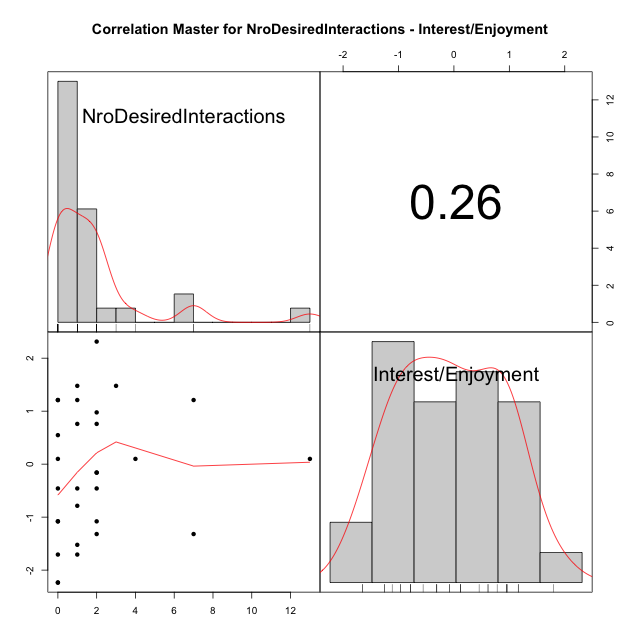 Correlation Master for NroDesiredInteractions - Interest/Enjoyment
-2 -1 0 1 2
NroDesiredInteractions
0.26
12
10
8
6
4
2
0
Interest/Enjoyment
2
1
0
-1
-2
0 2 4 6 8 10 12